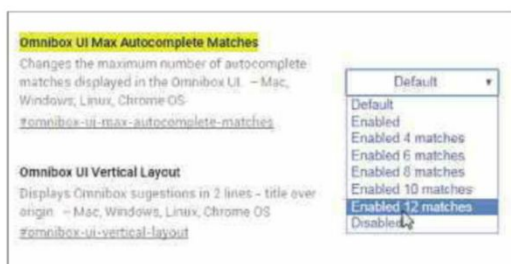 Omnibox UI Max Autocomplete Matches
Changes the maximum number of autocomplete
matches displayed in the Omnibox UI. – Mac,
Windows, Linux, Chrome OS
#omnibox-ui-max-autocomplete-matches
Default
Default
Enabled
Enabled 4 matches
Enabled 6 matches
Enabled 8 matches
Enabled 10 matches
Enabled 12 matches
Disabled
Omnibox UI Vertical Layout
Displays Omnibox sugestions in 2 lines – title over
origin. – Mac, Windows, Linux, Chrome OS
#omnibox-ui-vertical-layout